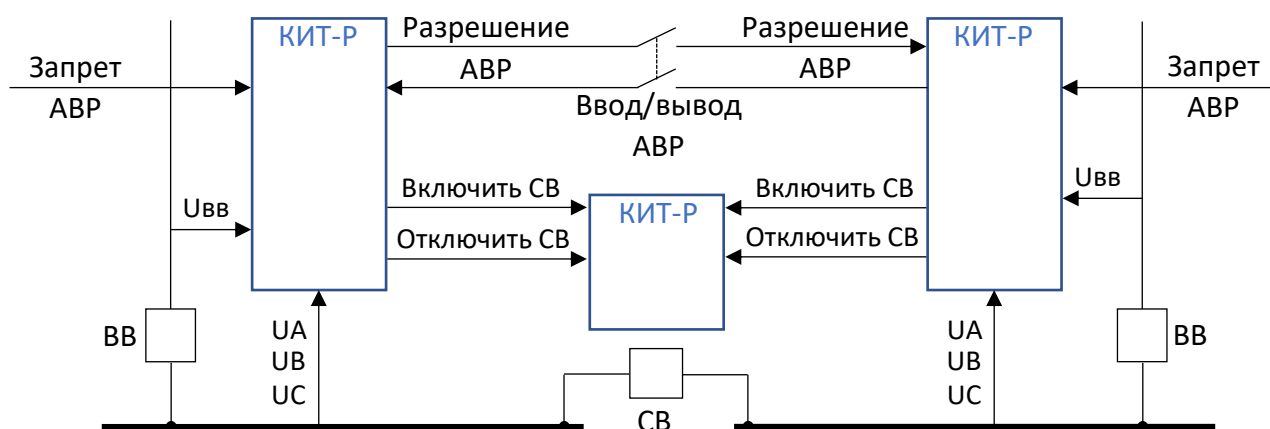 КИТ-Р Разрешение Разрешение КИТ-Р
Запрет АВР АВР Запрет
АВР Ввод/вывод АВР
АВР
Включить СВ Включить СВ
Uвв КИТ-Р Uвв
Отключить СВ Отключить СВ
ВВ UA UA ВВ
UB UB
UC UC
СВ